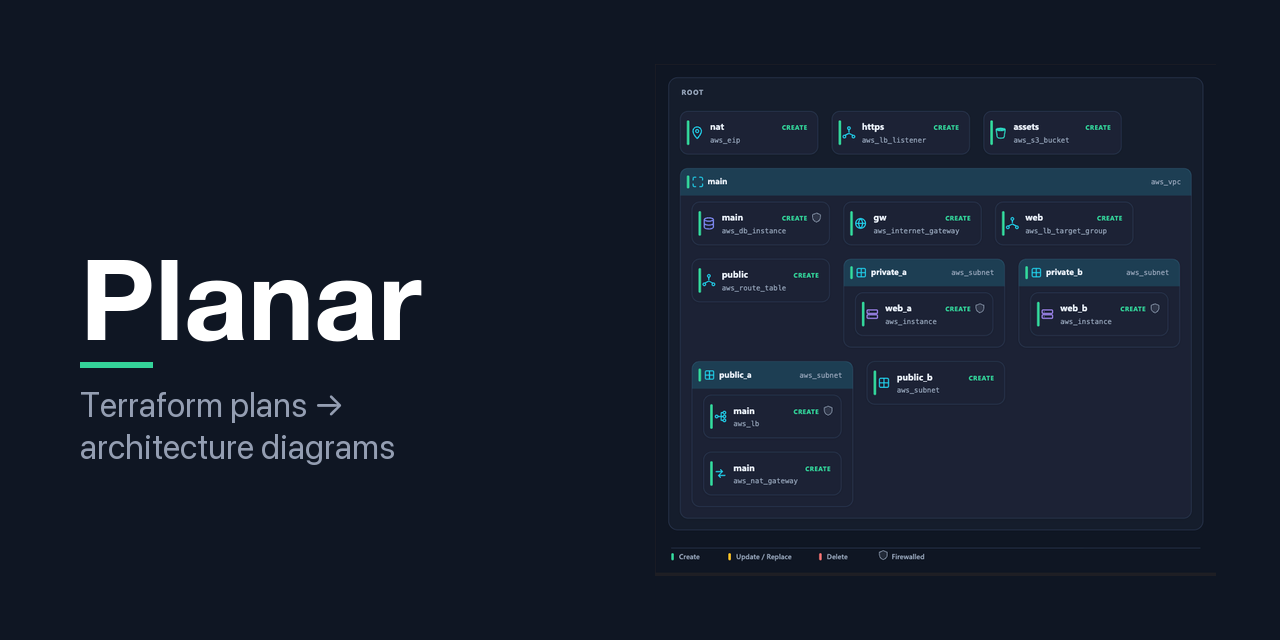 Planar
Terraform plans →
architecture diagrams
ROOT
nat CREATE
aws_eip
https CREATE
aws_lb_listener
assets CREATE
aws_s3_bucket
main aws_vpc
main CREATE
aws_db_instance
gw CREATE
aws_internet_gateway
web CREATE
aws_lb_target_group
public CREATE
aws_route_table
private_a aws_subnet
web_a CREATE
aws_instance
private_b aws_subnet
web_b CREATE
aws_instance
public_a aws_subnet
main CREATE
aws_lb
main CREATE
aws_nat_gateway
public_b CREATE
aws_subnet
Create Update / Replace Delete Firewalled